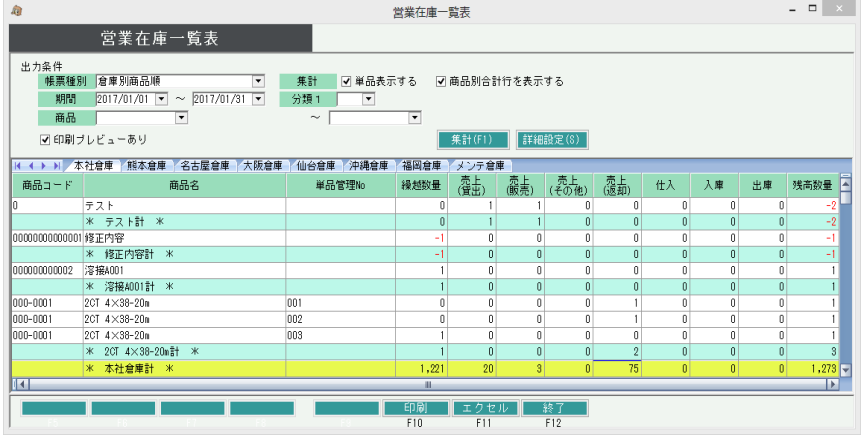 営業在庫一覧表
営業在庫一覧表
出力条件
帳票種別 倉庫別商品順 集計 単品表示する 商品別合計行を表示する
期間 2017/01/01 ～ 2017/01/31 分類1
商品 ～
印刷プレビューあり 集計(F1) 詳細設定(S)
本社倉庫 熊本倉庫 名古屋倉庫 大阪倉庫 仙台倉庫 沖縄倉庫 福岡倉庫 メンテ倉庫
商品コード 商品名 単品管理No 繰越数量 売上(貸出) 売上(販売) 売上(その他) 売上(返却) 仕入 入庫 出庫 残高数量
0 テスト 0 1 1 0 0 0 0 0 -2
＊ テスト計 ＊ 0 1 1 0 0 0 0 0 -2
00000000000001 修正内容 -1 0 0 0 0 0 0 0 -1
＊ 修正内容計 ＊ -1 0 0 0 0 0 0 0 -1
000000000002 溶接A001 1 0 0 0 0 0 0 0 1
＊ 溶接A001計 ＊ 1 0 0 0 0 0 0 0 1
000-0001 2CT 4×38-20m 001 0 0 0 0 1 0 0 0 1
000-0001 2CT 4×38-20m 002 0 0 0 0 1 0 0 0 1
000-0001 2CT 4×38-20m 003 1 0 0 0 0 0 0 0 1
＊ 2CT 4×38-20m計 ＊ 1 0 0 0 2 0 0 0 3
＊ 本社倉庫計 ＊ 1,221 20 3 0 75 0 0 0 1,273
印刷 エクセル 終了
F10 F11 F12